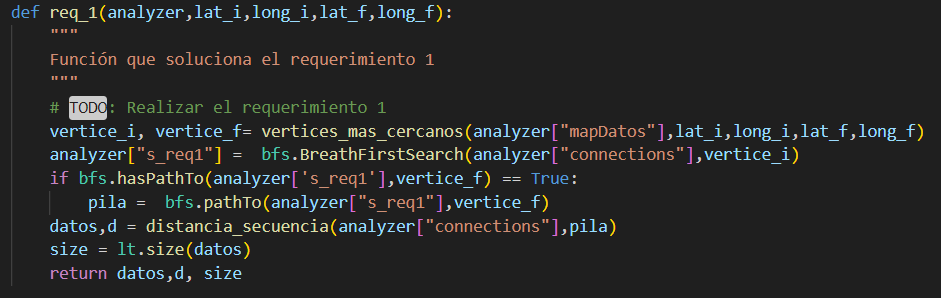 def req_1(analyzer,lat_i,long_i,lat_f,long_f):
"""
Función que soluciona el requerimiento 1
"""
# TODO: Realizar el requerimiento 1
vertice_i, vertice_f= vertices_mas_cercanos(analyzer["mapDatos"],lat_i,long_i,lat_f,long_f)
analyzer["s_req1"] =  bfs.BreathFirstSearch(analyzer["connections"],vertice_i)
if bfs.hasPathTo(analyzer['s_req1'],vertice_f) == True:
pila =  bfs.pathTo(analyzer["s_req1"],vertice_f)
datos,d = distancia_secuencia(analyzer["connections"],pila)
size = lt.size(datos)
return datos,d, size